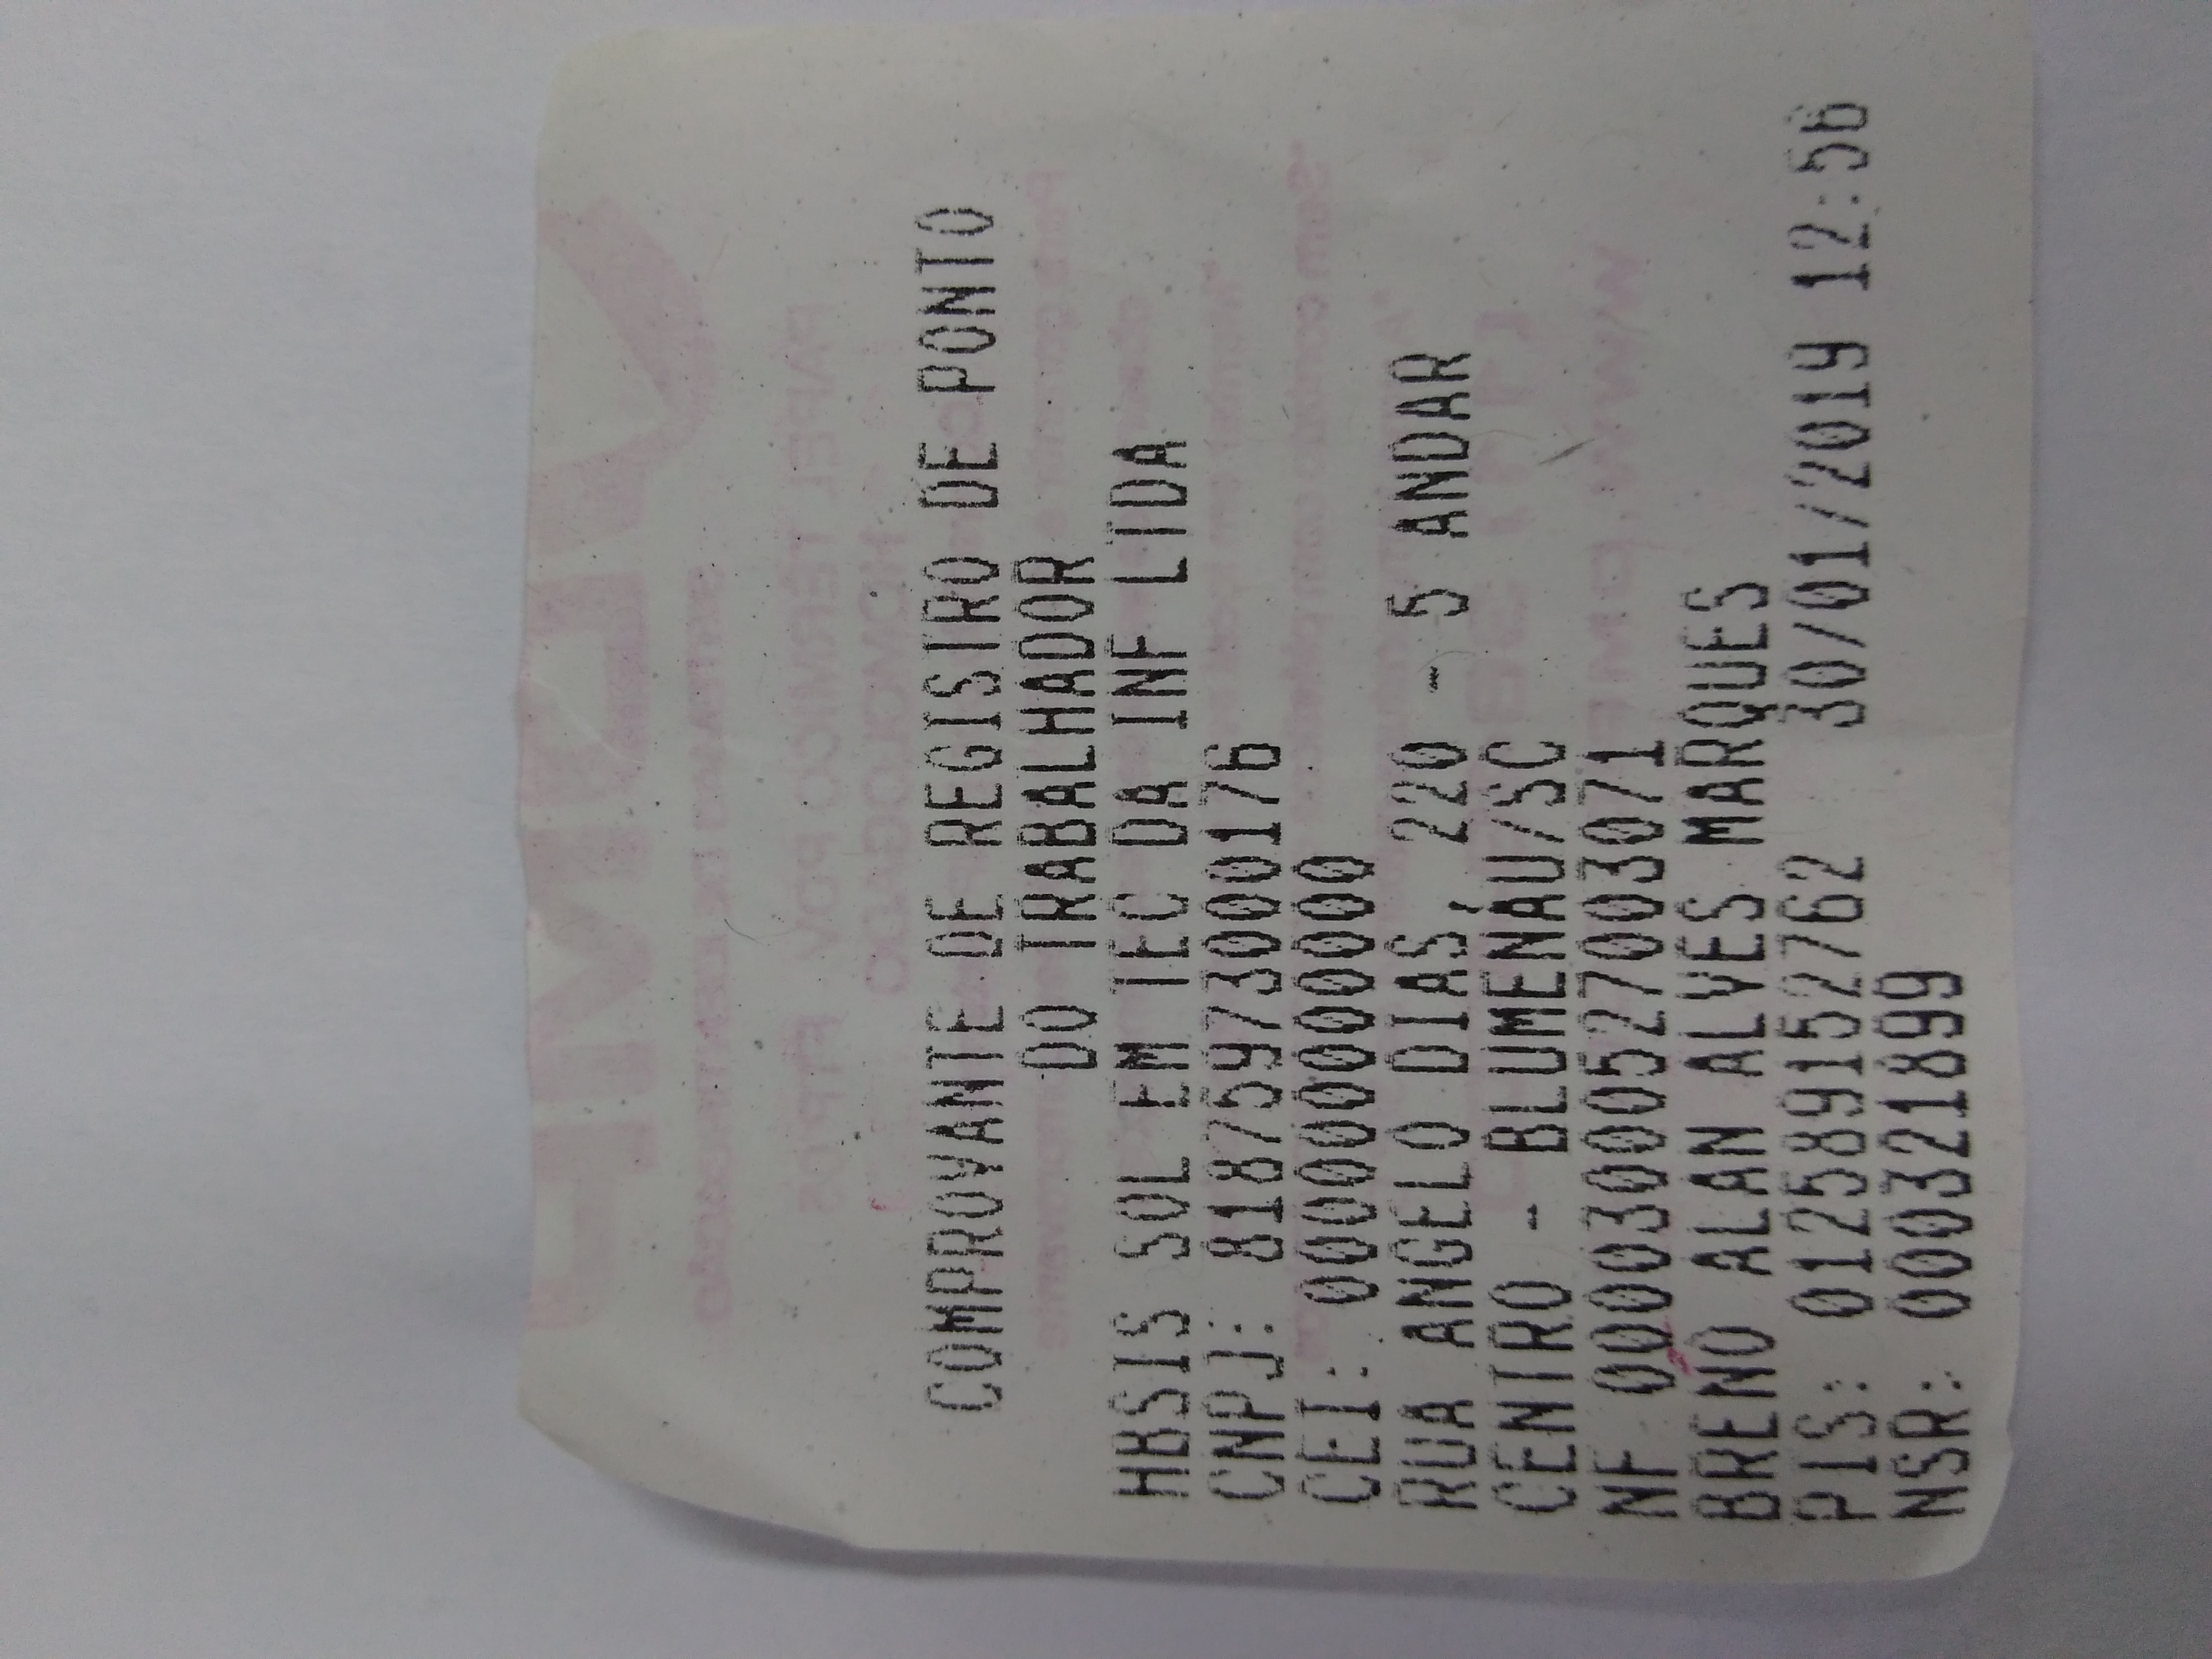 COMPROVANTE DE REGISTRO DE PONTO
DO TRABALHADOR
HBSIS SOL EM TEC DA INF LTDA
CNPJ: 81875973000176
CEI: 000000000000
RUA ANGELO DIAS, 220 - 5 ANDAR
CENTRO - BLUMENAU/SC
NF 00003000527003071
BRENO ALAN ALVES MARQUES
PIS: 012589152762 30/01/2019 12:56
NSR: 000321899